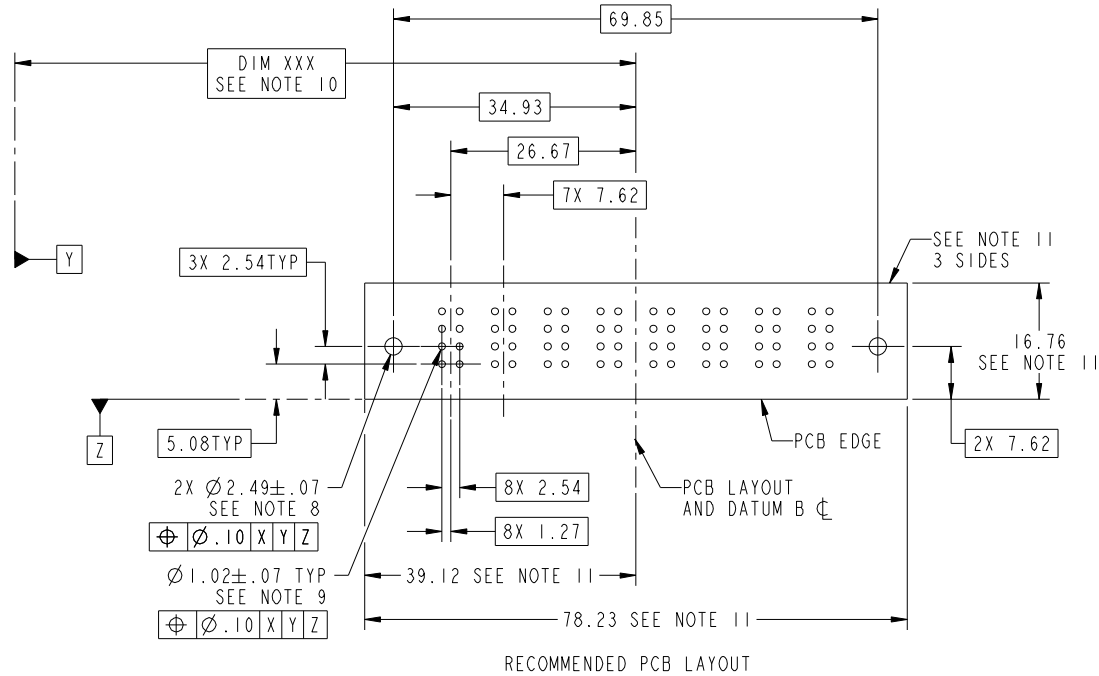 69.85
DIM XXX
SEE NOTE 10
34.93
26.67
7X 7.62
Y
3X 2.54TYP
SEE NOTE 11
3 SIDES
16.76
SEE NOTE 11
Z
5.08TYP
PCB EDGE
2X 7.62
2X Ø2.49±.07
SEE NOTE 8
⌖ Ø.10 X Y Z
8X 2.54
PCB LAYOUT
AND DATUM B ℄
8X 1.27
Ø1.02±.07 TYP
SEE NOTE 9
⌖ Ø.10 X Y Z
39.12 SEE NOTE 11
78.23 SEE NOTE 11
RECOMMENDED PCB LAYOUT